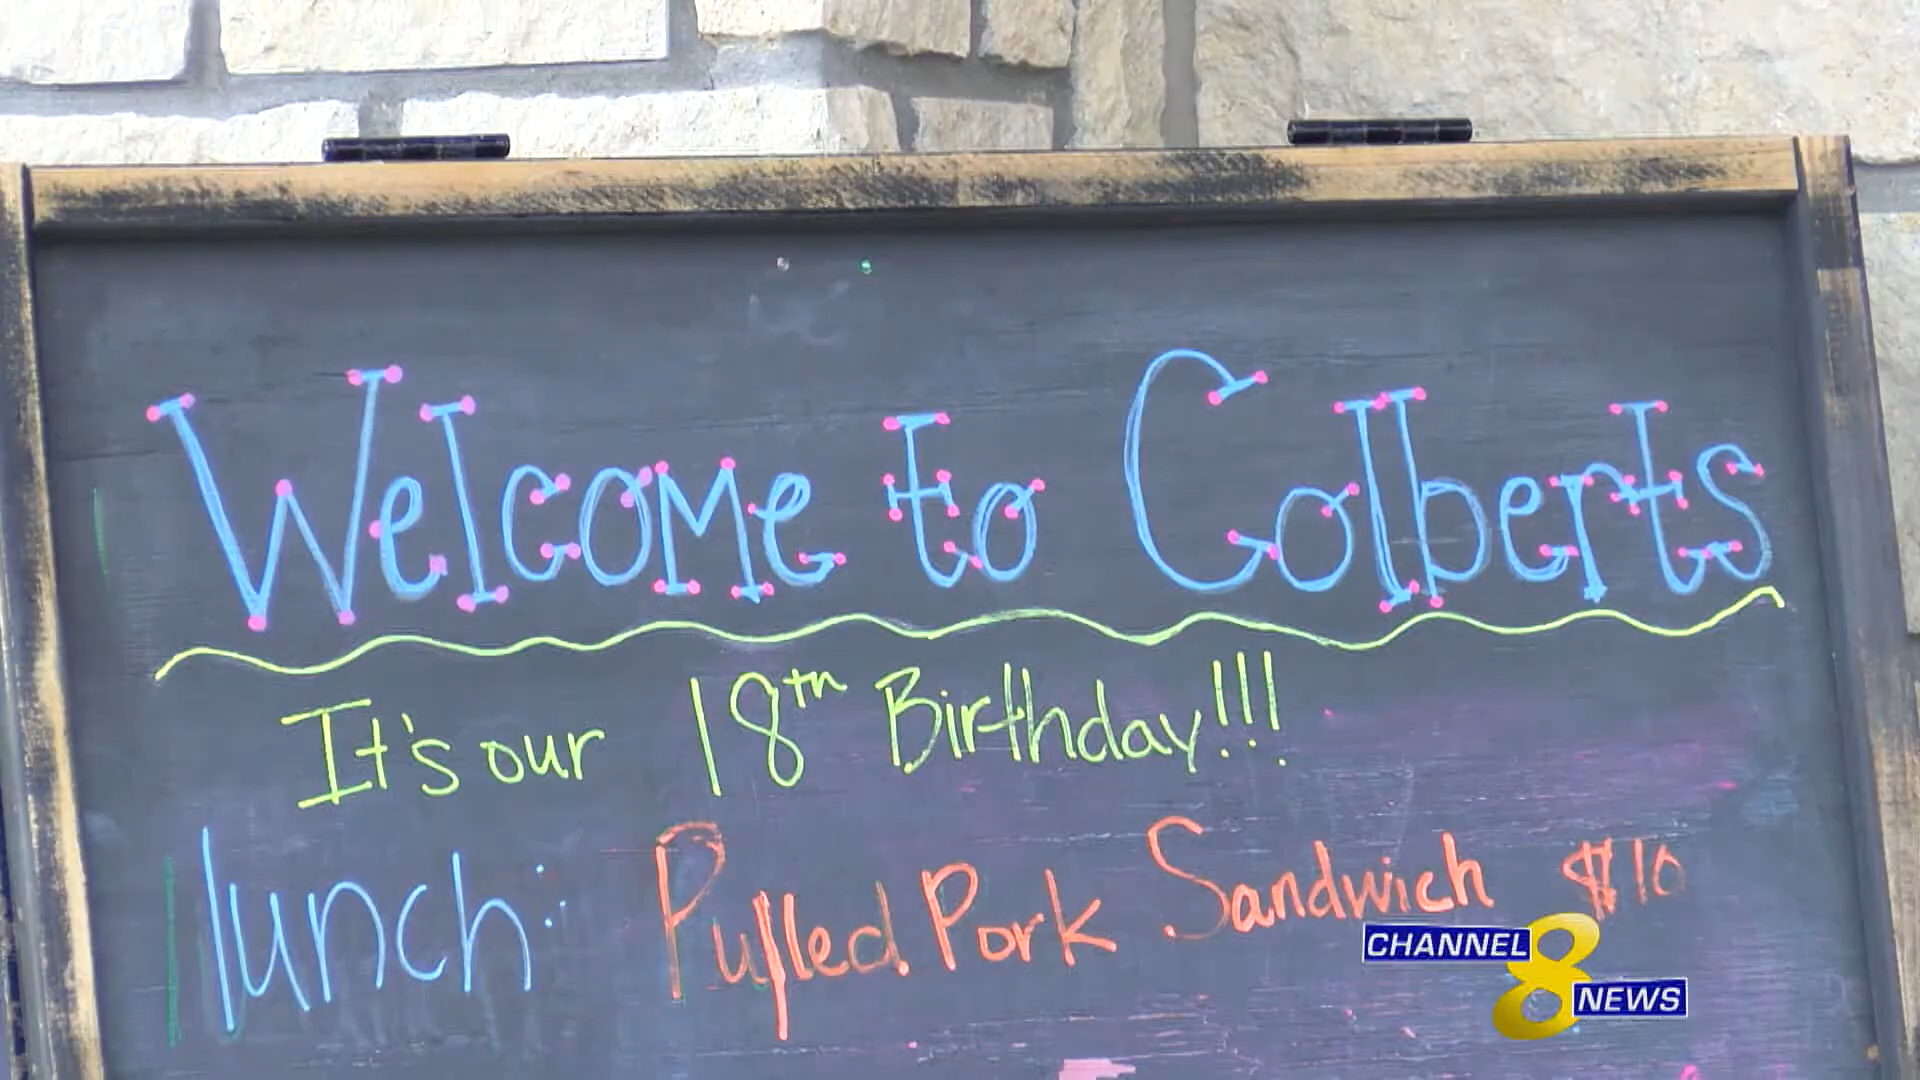 Welcome to Colberts
It's our 18th Birthday!!!
lunch: Pulled Pork Sandwich $10
CHANNEL 8
NEWS